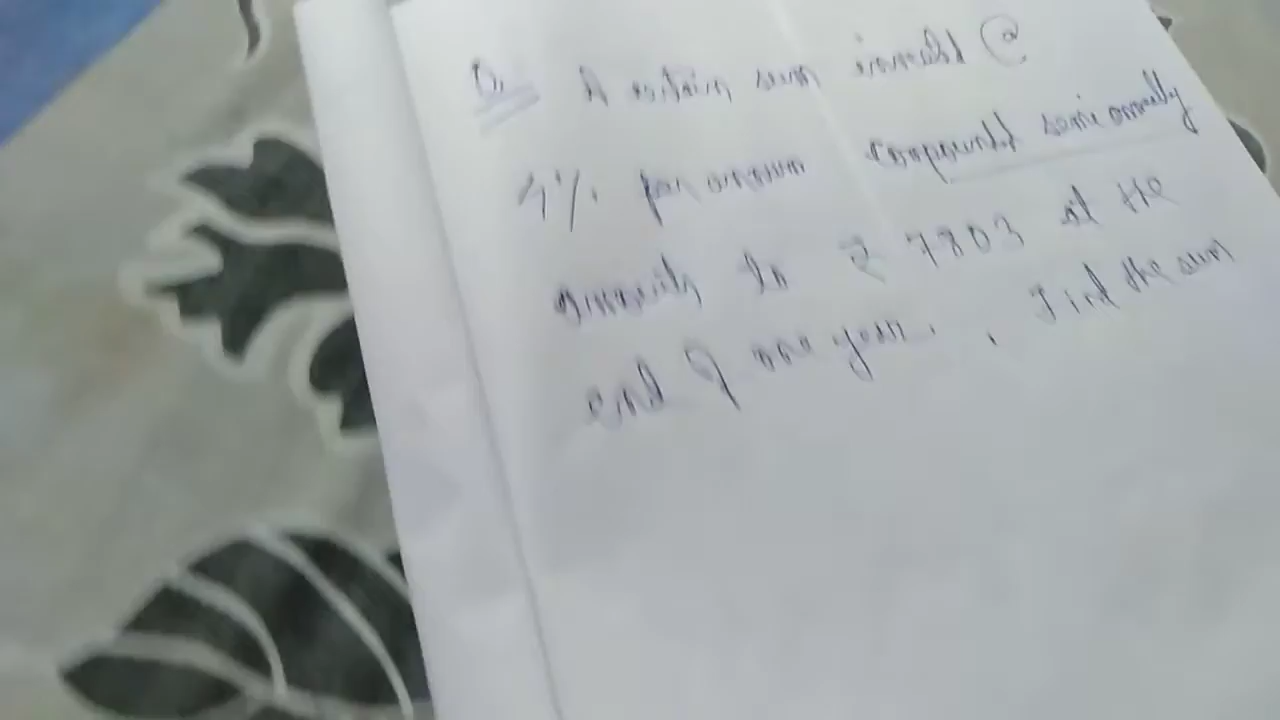 Q, A certain sum invested @
4% per annum compounded semi annually
amounts to ₹ 7803 at the
end of one year. , Find the sum